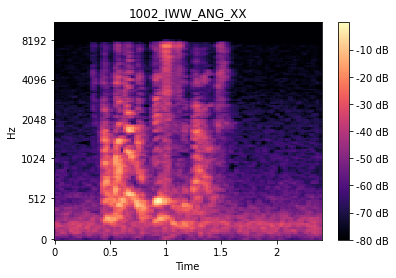 1002_IWW_ANG_XX
8192
4096
2048
1024
512
0
Hz
0
0.5
1
1.5
2
Time
-10 dB
-20 dB
-30 dB
-40 dB
-50 dB
-60 dB
-70 dB
-80 dB